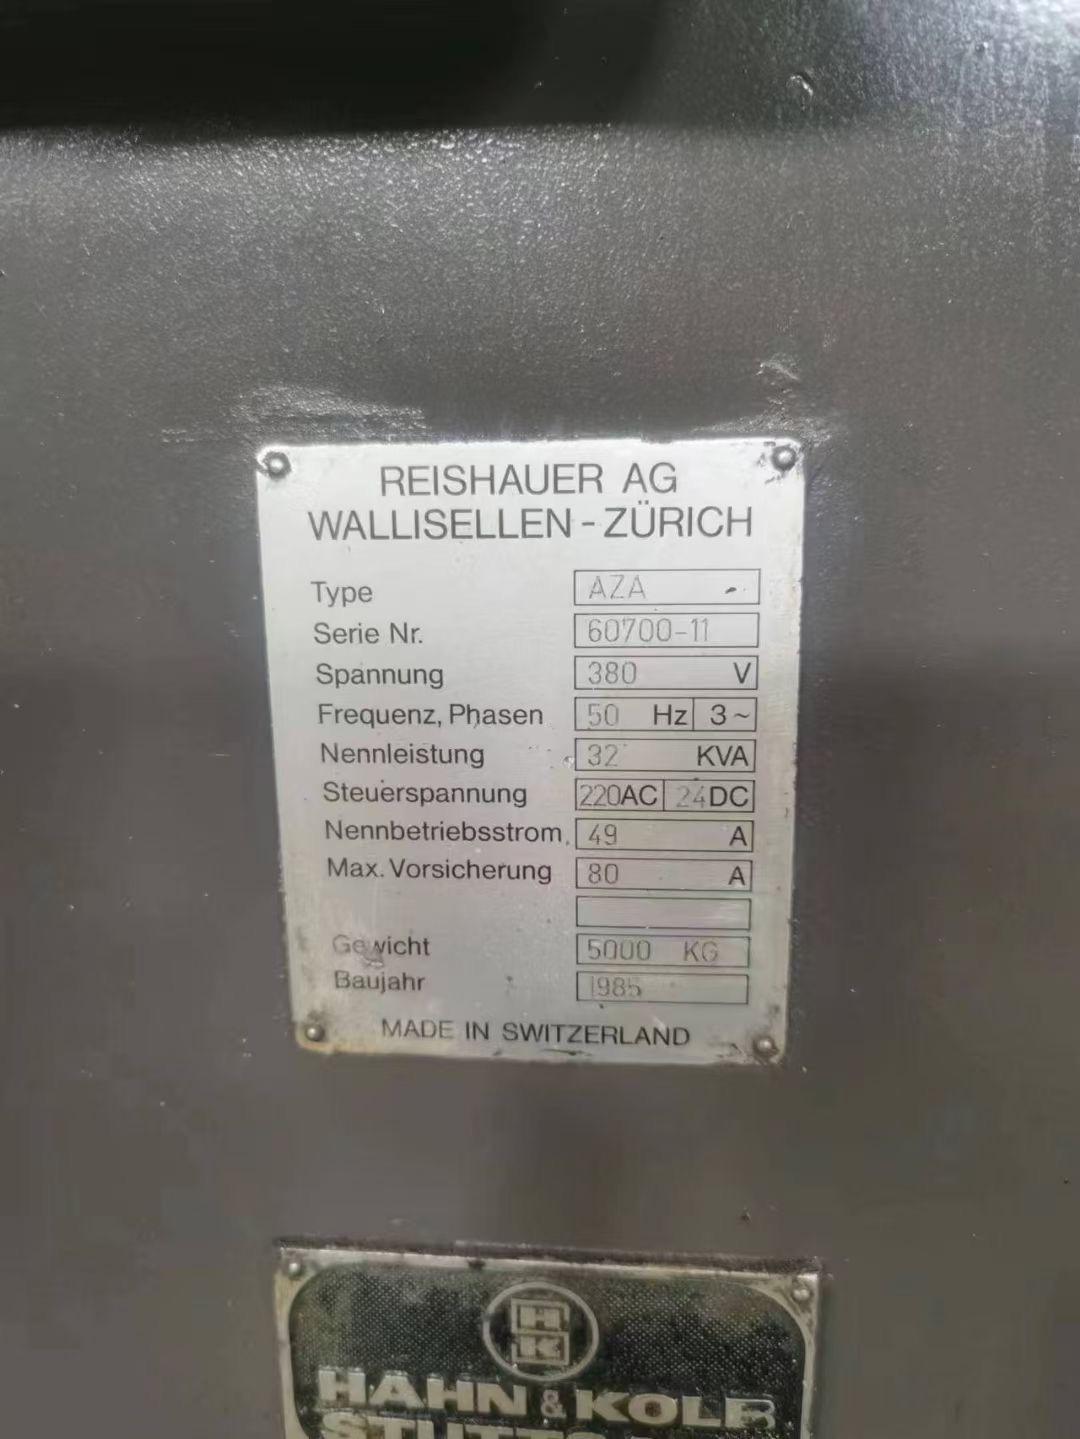 REISHAUER AG
WALLISELLEN - ZÜRICH
Type AZA -
Serie Nr. 60700-11
Spannung 380 V
Frequenz, Phasen 50 Hz 3~
Nennleistung 32 KVA
Steuerspannung 220AC 24DC
Nennbetriebsstrom 49 A
Max. Vorsicherung 80 A
Gewicht 5000 KG
Baujahr 1985
MADE IN SWITZERLAND
HK
HAHN & KOLB